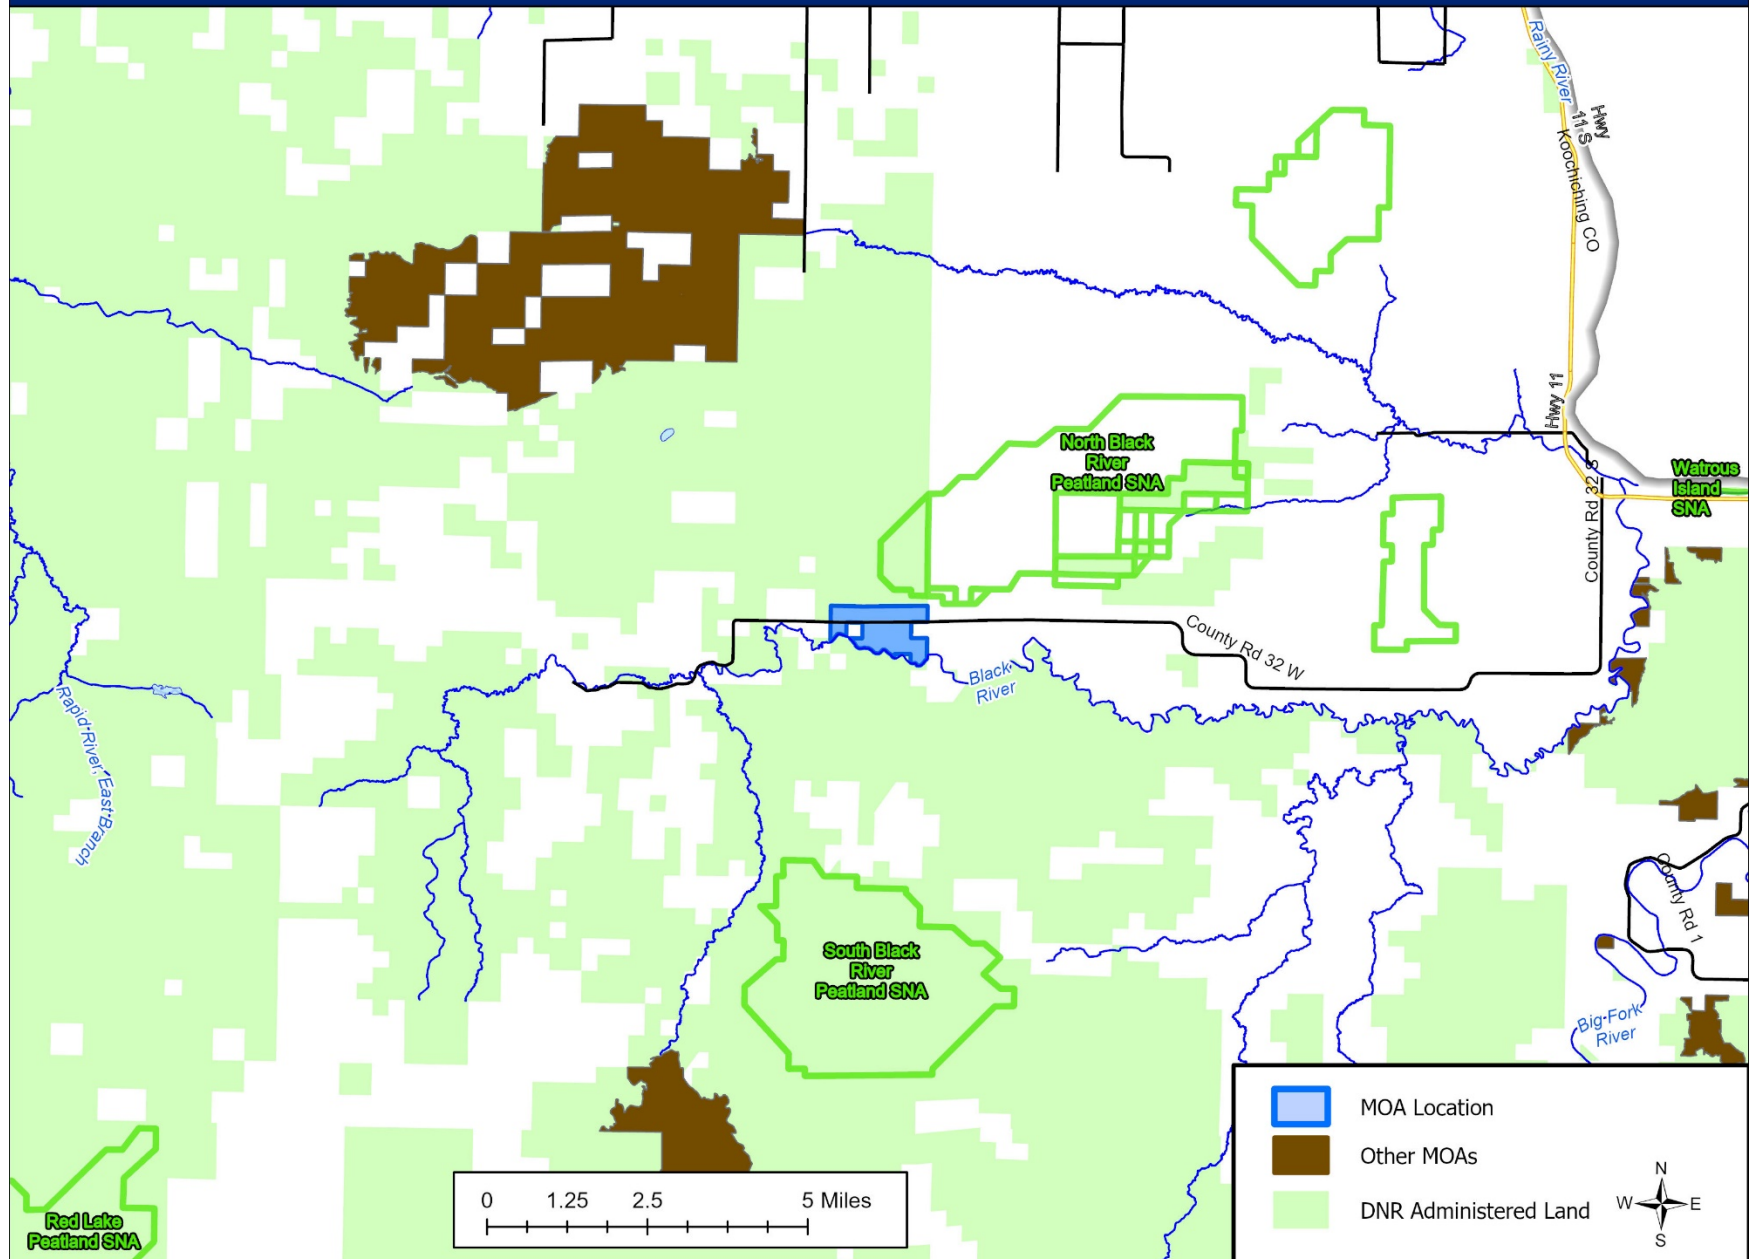 Rainy River
Hwy
11 S
Koochiching CO
Hwy 11
North Black
River
Peatland SNA
Watrous
Island
SNA
County Rd 32 S
County Rd 32 W
Black
River
Rapid River, East Branch
County Rd 1
South Black
River
Peatland SNA
Big Fork
River
Red Lake
Peatland SNA
0 1.25 2.5 5 Miles
MOA Location
Other MOAs
DNR Administered Land
N
W E
S